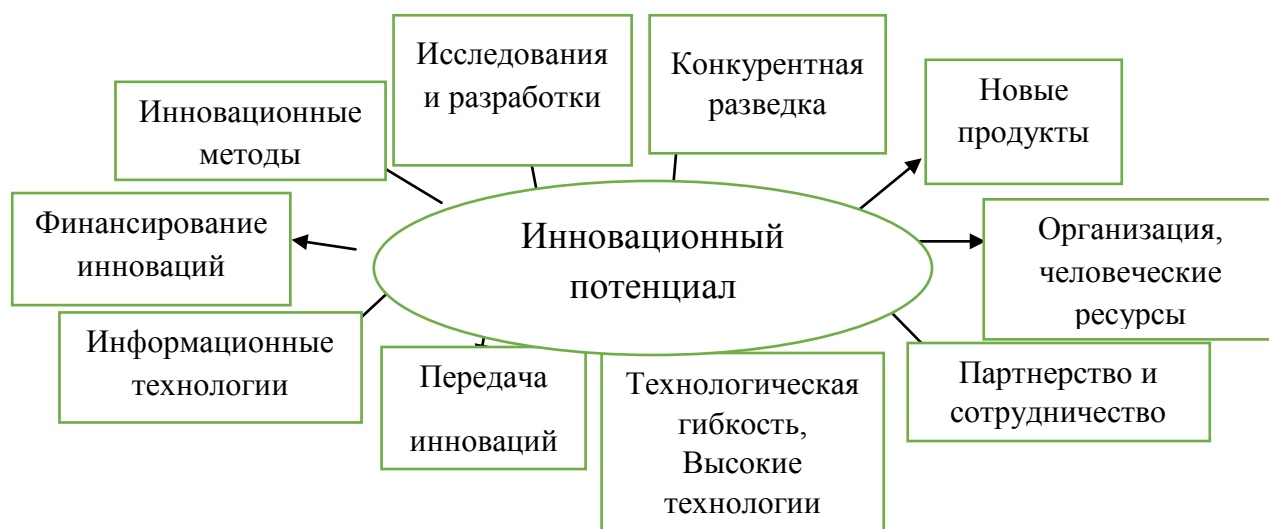 Исследования
и разработки
Конкурентная
разведка
Новые
продукты
Инновационные
методы
Финансирование
инноваций
Инновационный
потенциал
Организация,
человеческие
ресурсы
Информационные
технологии
Передача
инноваций
Технологическая
гибкость,
Высокие
технологии
Партнерство и
сотрудничество